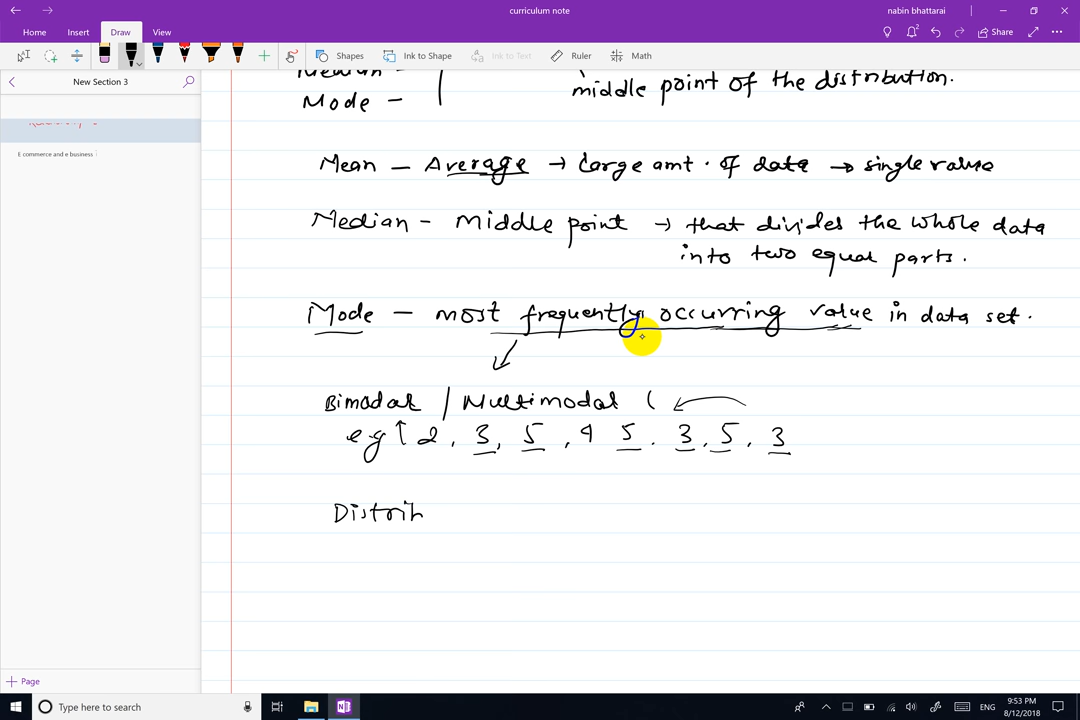 curriculum note
nabin bhattarai
Home Insert Draw View
Share
Shapes Ink to Shape Ink to Text Ruler Math
New Section 3
E commerce and e business
Median -
Mode -
middle point of the distribution.
Mean - Average → Large amt. of data → single value
Median - Middle point → that divides the whole data
into two equal parts.
Mode - most frequently occurring value in data set.
Bimodal / Multimodal (
eg ↑ 2, 3, 5, 4 5. 3, 5, 3
Distrib
+ Page
Type here to search
ENG
9:53 PM
8/12/2018